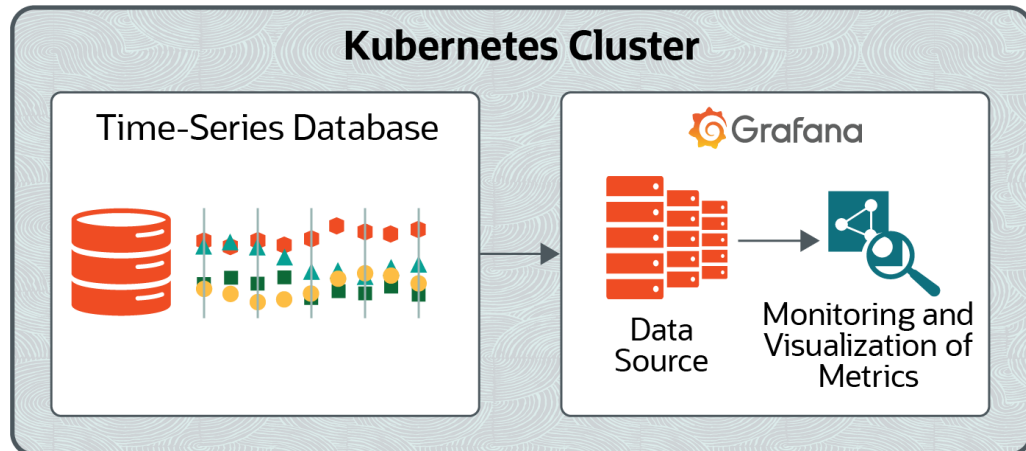 Kubernetes Cluster
Time-Series Database
Grafana
Data
Source
Monitoring and
Visualization of
Metrics